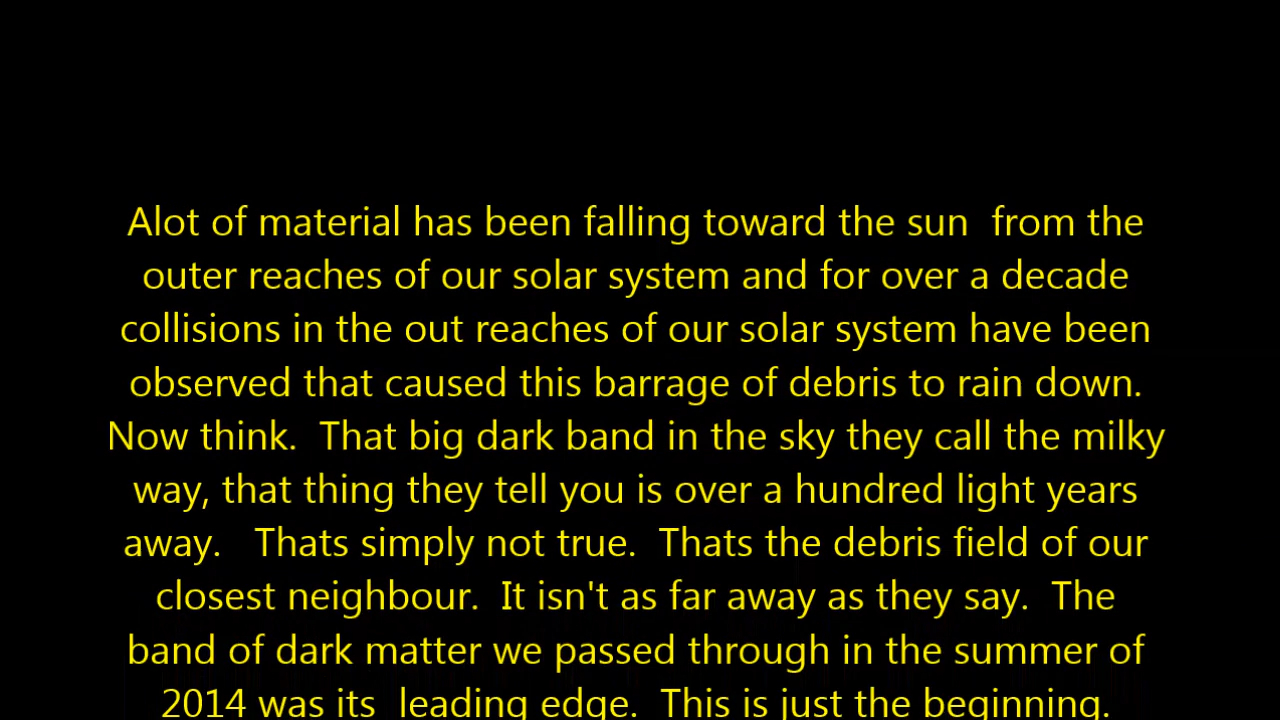 Alot of material has been falling toward the sun  from the
outer reaches of our solar system and for over a decade
collisions in the out reaches of our solar system have been
observed that caused this barrage of debris to rain down.
Now think.  That big dark band in the sky they call the milky
way, that thing they tell you is over a hundred light years
away.   Thats simply not true.  Thats the debris field of our
closest neighbour.  It isn't as far away as they say.  The
band of dark matter we passed through in the summer of
2014 was its  leading edge.  This is just the beginning.